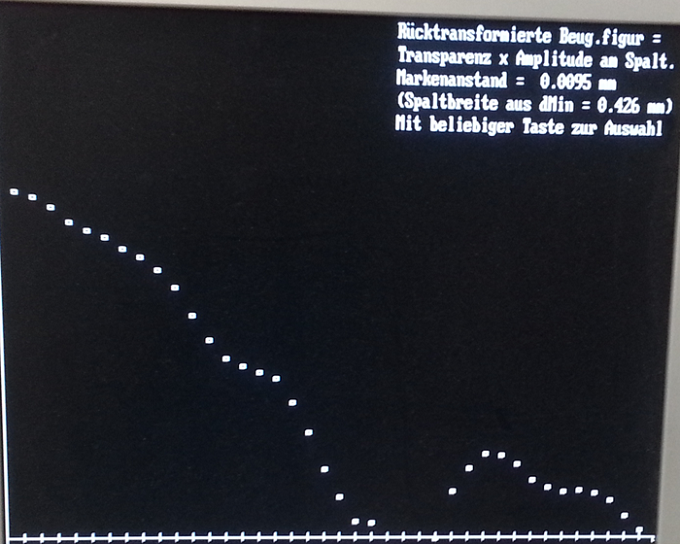 Rücktransformierte Beug.figur =
Transparenz x Amplitude am Spalt.
Markenanstand =  0.0095 mm
(Spaltbreite aus dMin = 0.426 mm)
Mit beliebiger Taste zur Auswahl